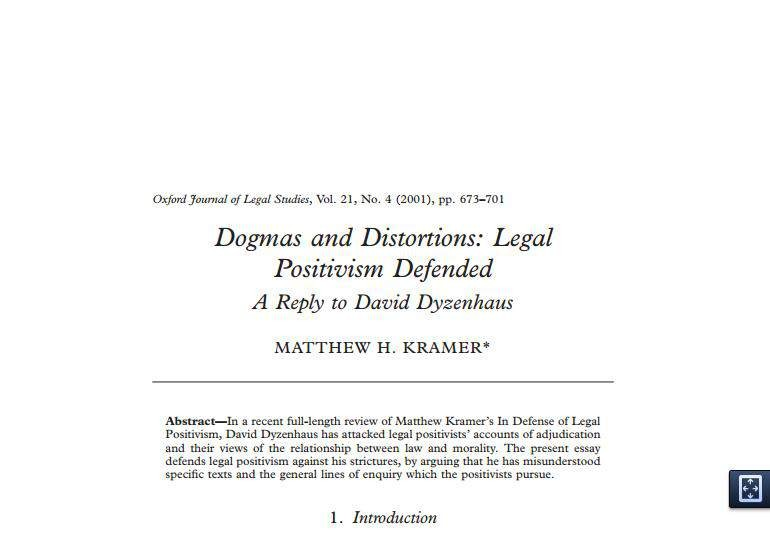 Oxford Journal of Legal Studies, Vol. 21, No. 4 (2001), pp. 673–701
Dogmas and Distortions: Legal
Positivism Defended
A Reply to David Dyzenhaus
MATTHEW H. KRAMER*
Abstract—In a recent full-length review of Matthew Kramer's In Defense of Legal
Positivism, David Dyzenhaus has attacked legal positivists' accounts of adjudication
and their views of the relationship between law and morality. The present essay
defends legal positivism against his strictures, by arguing that he has misunderstood
specific texts and the general lines of enquiry which the positivists pursue.
1. Introduction